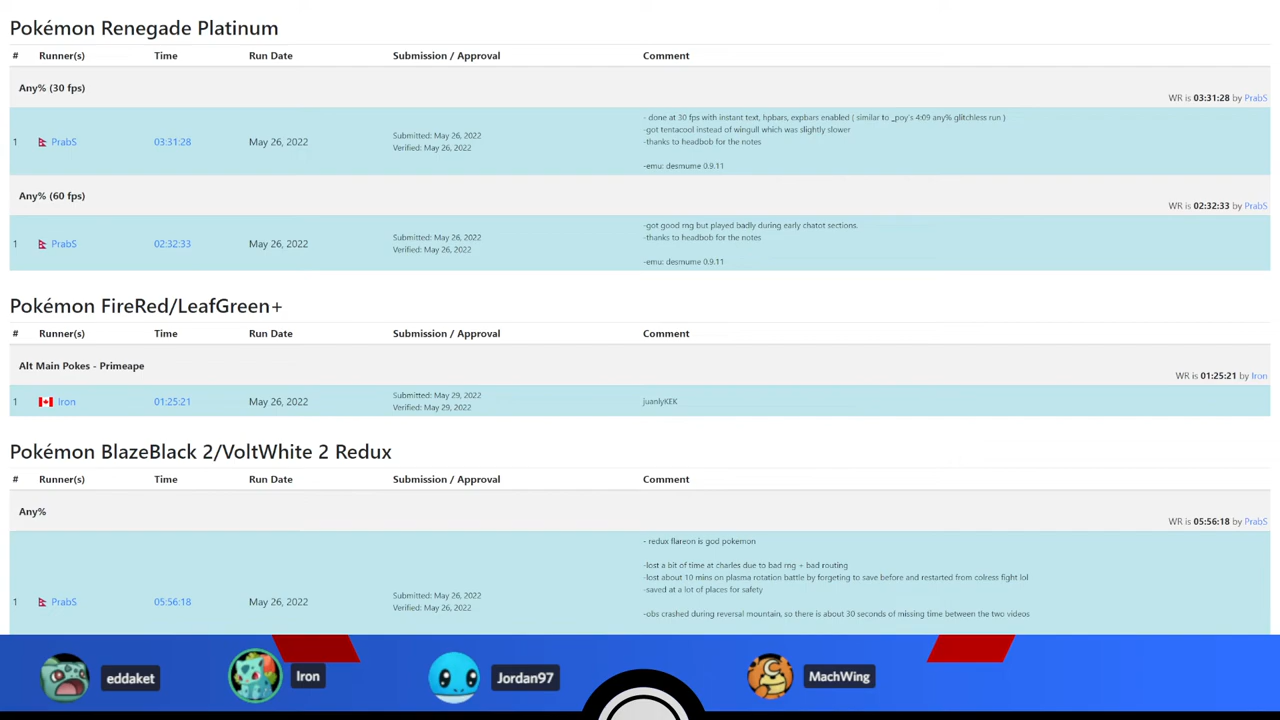 Pokémon Renegade Platinum
# Runner(s) Time Run Date Submission / Approval Comment
Any% (30 fps)
WR is 03:31:28 by PrabS
1 PrabS 03:31:28 May 26, 2022 Submitted: May 26, 2022
Verified: May 26, 2022
- done at 30 fps with instant text, hpbars, expbars enabled ( similar to _poy's 4:09 any% glitchless run )
-got tentacool instead of wingull which was slightly slower
-thanks to headbob for the notes
-emu: desmume 0.9.11
Any% (60 fps)
WR is 02:32:33 by PrabS
1 PrabS 02:32:33 May 26, 2022 Submitted: May 26, 2022
Verified: May 26, 2022
-got good rng but played badly during early chatot sections.
-thanks to headbob for the notes
-emu: desmume 0.9.11
Pokémon FireRed/LeafGreen+
# Runner(s) Time Run Date Submission / Approval Comment
Alt Main Pokes - Primeape
WR is 01:25:21 by Iron
1 Iron 01:25:21 May 26, 2022 Submitted: May 29, 2022
Verified: May 29, 2022
juanlyKEK
Pokémon BlazeBlack 2/VoltWhite 2 Redux
# Runner(s) Time Run Date Submission / Approval Comment
Any%
WR is 05:56:18 by PrabS
1 PrabS 05:56:18 May 26, 2022 Submitted: May 26, 2022
Verified: May 26, 2022
- redux flareon is god pokemon
-lost a bit of time at charles due to bad rng + bad routing
-lost about 10 mins on plasma rotation battle by forgeting to save before and restarted from colress fight lol
-saved at a lot of places for safety
-obs crashed during reversal mountain, so there is about 30 seconds of missing time between the two videos
eddaket Iron Jordan97 MachWing